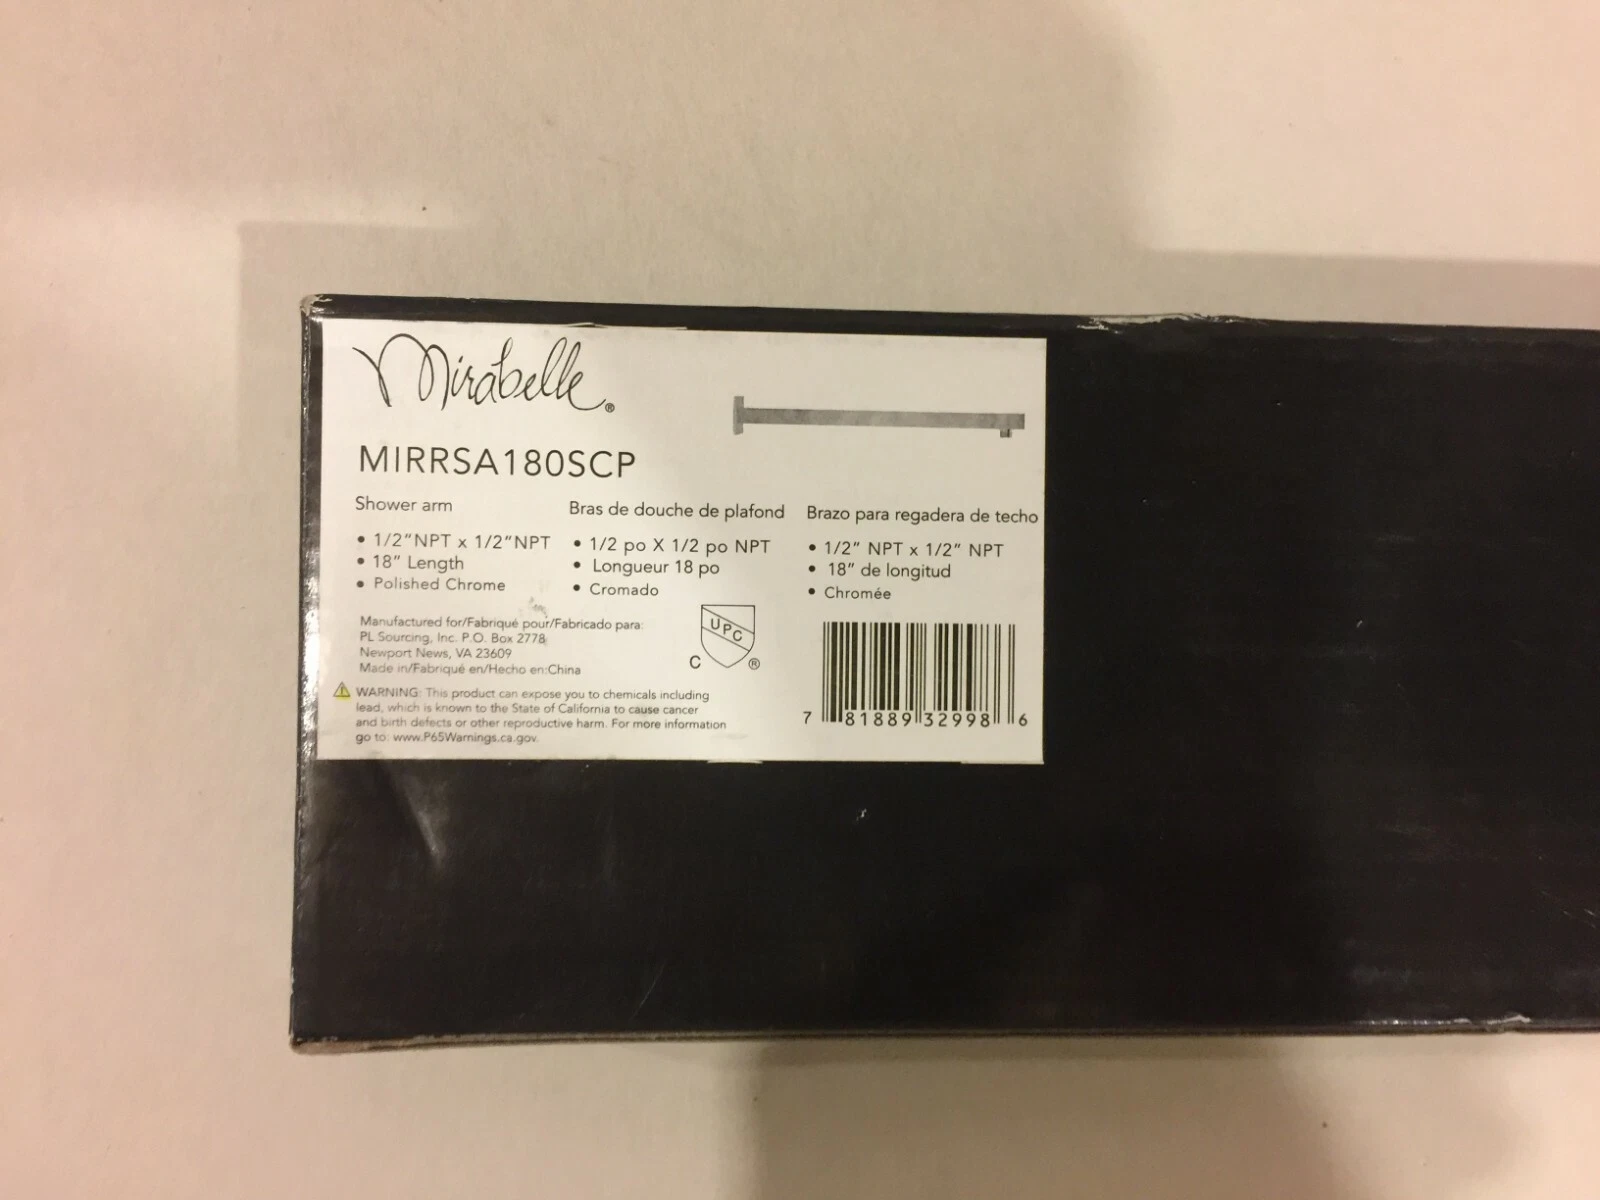 Mirabelle®
MIRRSA180SCP
Shower arm
• 1/2"NPT x 1/2"NPT
• 18" Length
• Polished Chrome
Bras de douche de plafond
• 1/2 po X 1/2 po NPT
• Longueur 18 po
• Cromado
Brazo para regadera de techo
• 1/2" NPT x 1/2" NPT
• 18" de longitud
• Chromée
Manufactured for/Fabriqué pour/Fabricado para:
PL Sourcing, Inc. P.O. Box 2778
Newport News, VA 23609
Made in/Fabriqué en/Hecho en:China
UPC
C ®
WARNING: This product can expose you to chemicals including
lead, which is known to the State of California to cause cancer
and birth defects or other reproductive harm. For more information
go to: www.P65Warnings.ca.gov.
7 81889 32998 6